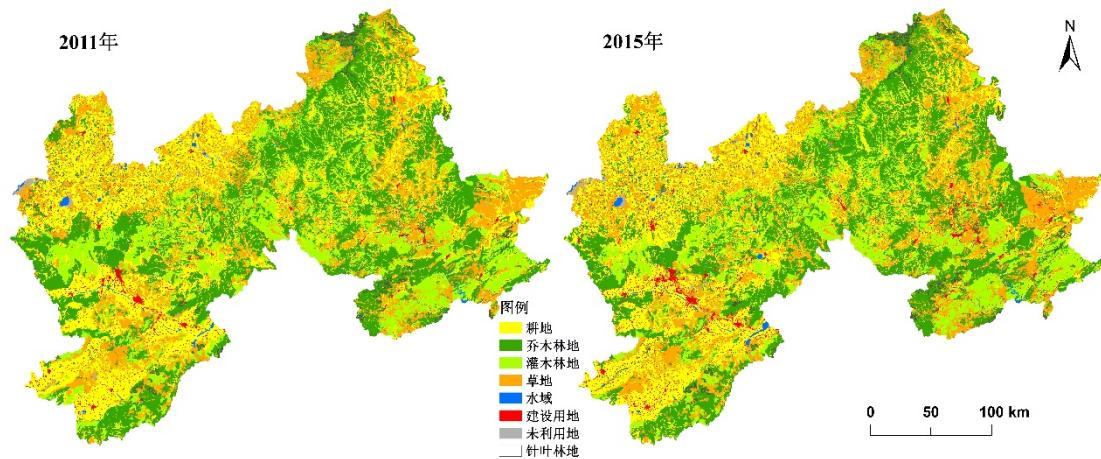 2011年
2015年
N
图例
耕地
乔木林地
灌木林地
草地
水域
建设用地
未利用地
针叶林地
0 50 100 km